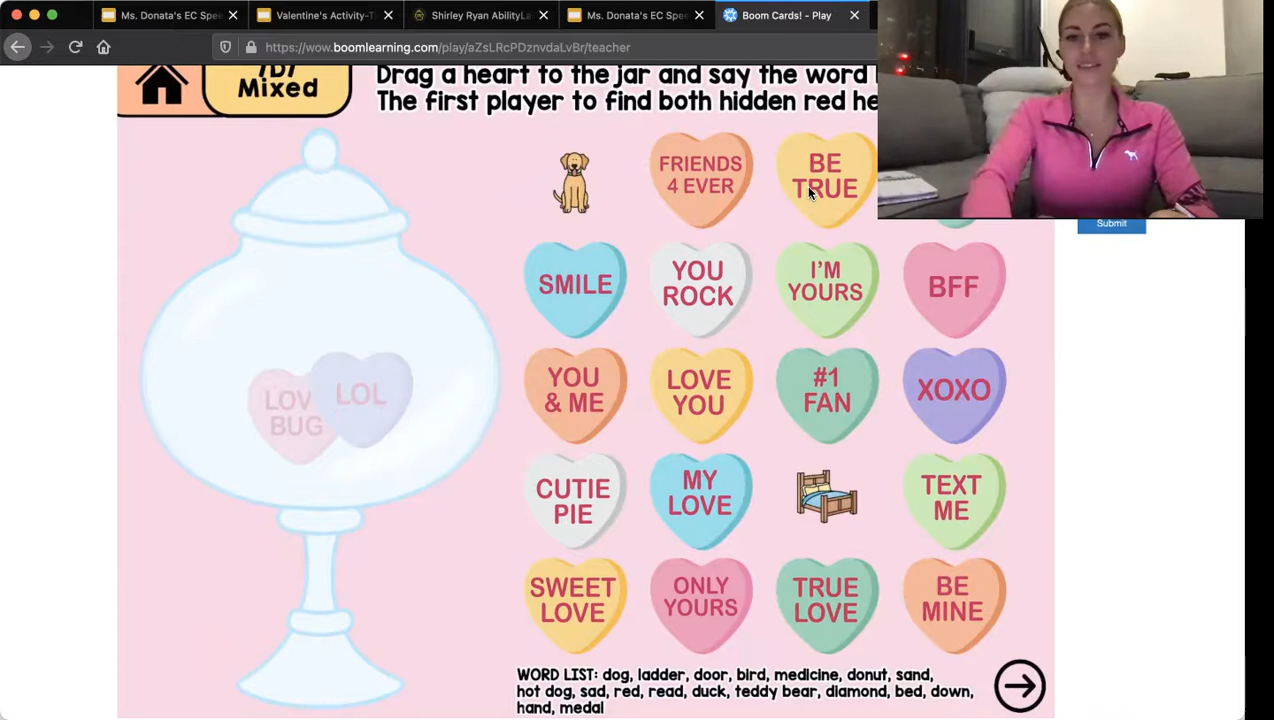 Ms. Donata's EC Spee
Valentine's Activity-T
Shirley Ryan AbilityLa
Ms. Donata's EC Spee
Boom Cards! - Play
https://wow.boomlearning.com/play/aZsLRcPDznvdaLvBr/teacher
/D/
Mixed
Drag a heart to the jar and say the word
The first player to find both hidden red he
FRIENDS
4 EVER
BE
TRUE
Submit
SMILE
YOU
ROCK
I'M
YOURS
BFF
LOV
BUG
LOL
YOU
& ME
LOVE
YOU
#1
FAN
XOXO
CUTIE
PIE
MY
LOVE
TEXT
ME
SWEET
LOVE
ONLY
YOURS
TRUE
LOVE
BE
MINE
WORD LIST: dog, ladder, door, bird, medicine, donut, sand,
hot dog, sad, red, read, duck, teddy bear, diamond, bed, down,
hand, medal